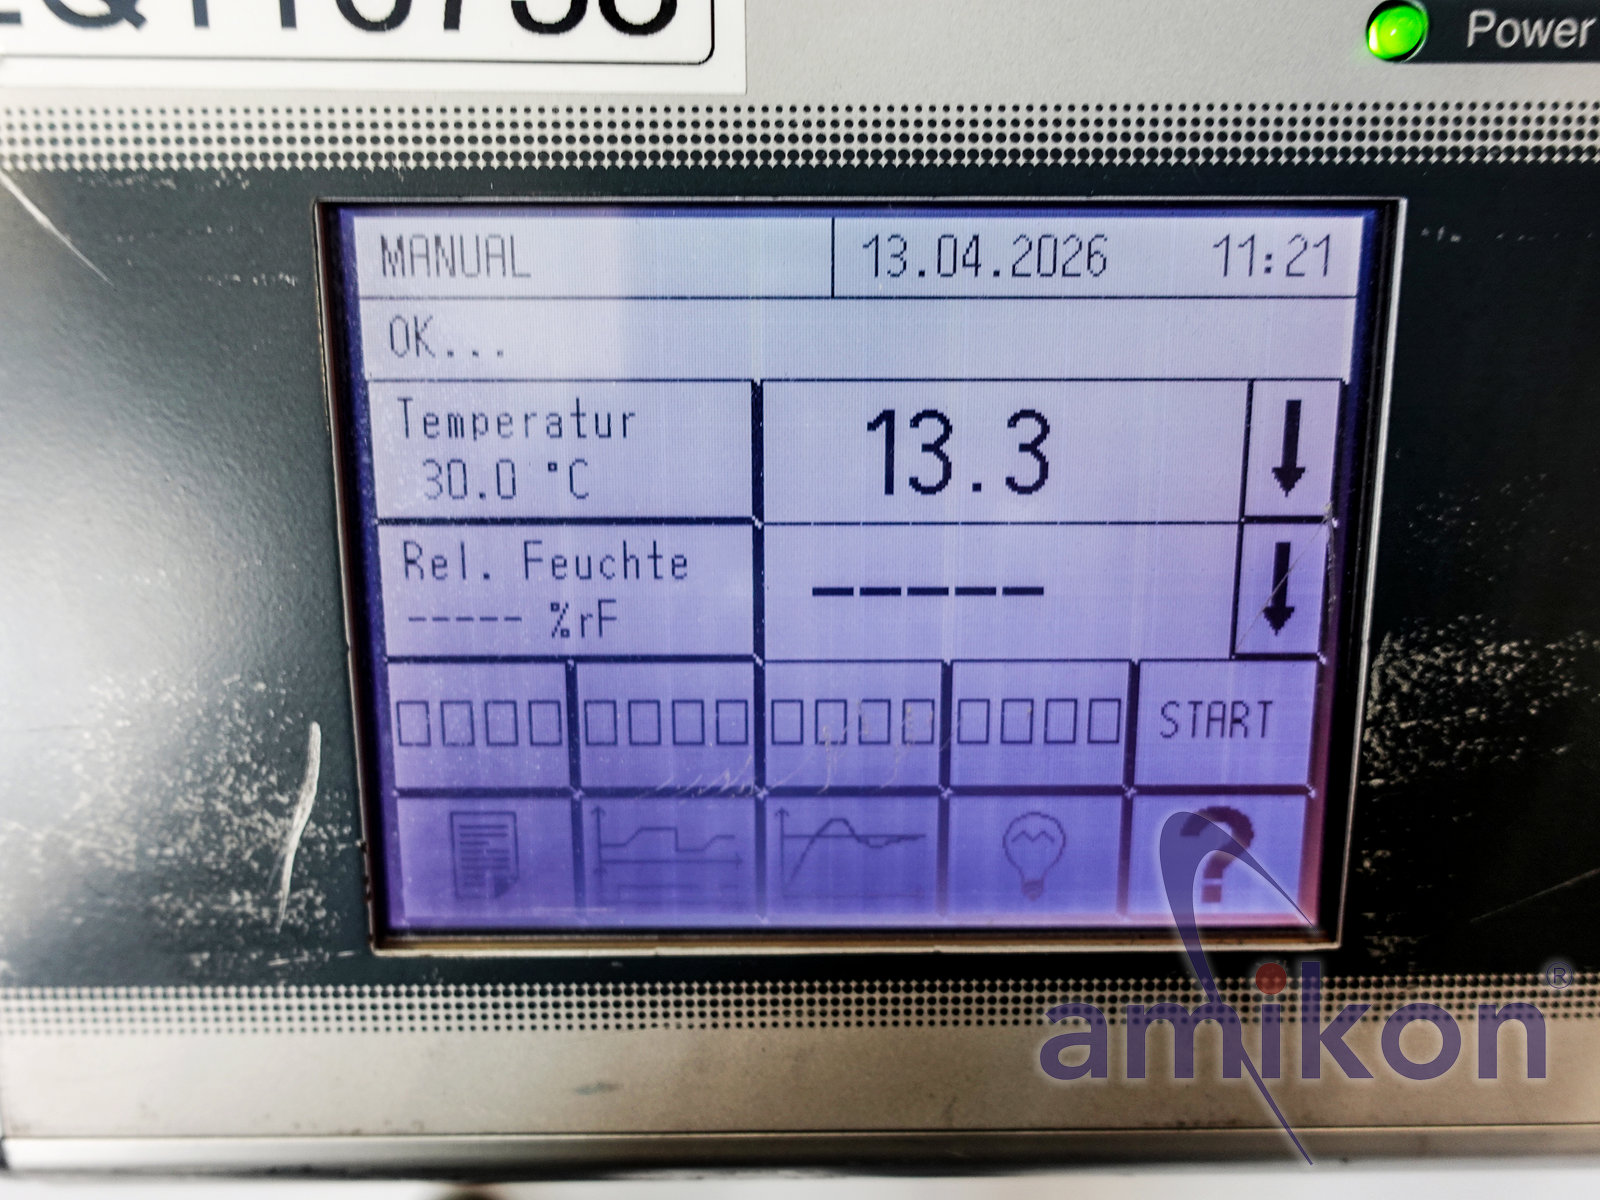 Power
MANUAL 13.04.2026 11:21
OK...
Temperatur 13.3
30.0 °C
Rel. Feuchte -----
----- %rF
START
?
amikon®